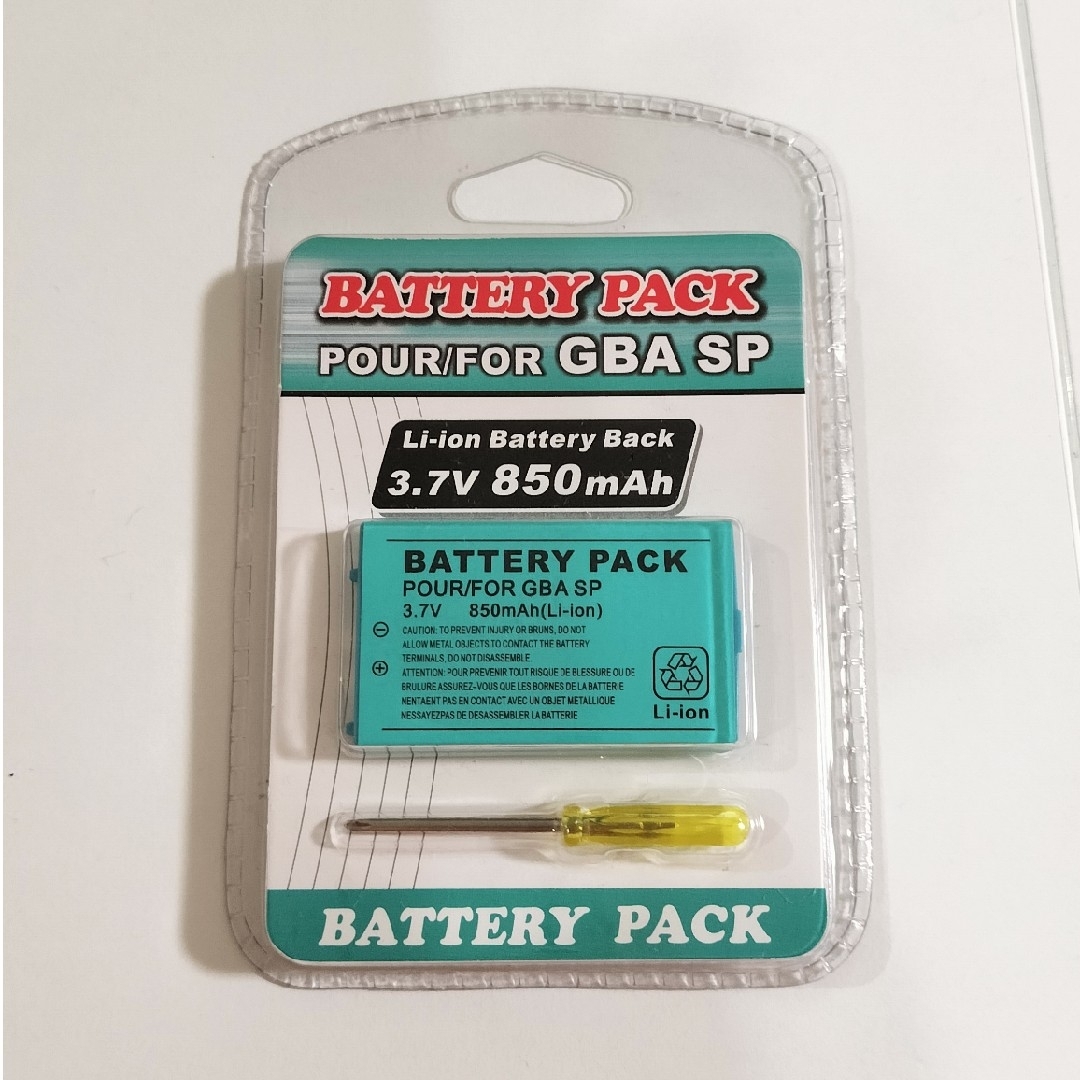 BATTERY PACK
POUR/FOR GBA SP
Li-ion Battery Back
3.7V 850mAh
BATTERY PACK
POUR/FOR GBA SP
3.7V 850mAh(Li-ion)
CAUTION: TO PREVENT INJURY OR BRUNS, DO NOT
ALLOW METAL OBJECTS TO CONTACT THE BATTERY
TERMINALS, DO NOT DISASSEMBLE
ATTENTION: POUR PREVENIR TOUT RISQUE DE BLESSURE OU DE
BRULURE ASSUREZ-VOUS QUE LES BORNES DE LA BATTERIE
NENTAENT PAS EN CONTACT AVEC UN OBJET METALLIQUE
NESSAYEZPAS DE DESASSEMBLER LA BATTERIE
Li-ion
BATTERY PACK